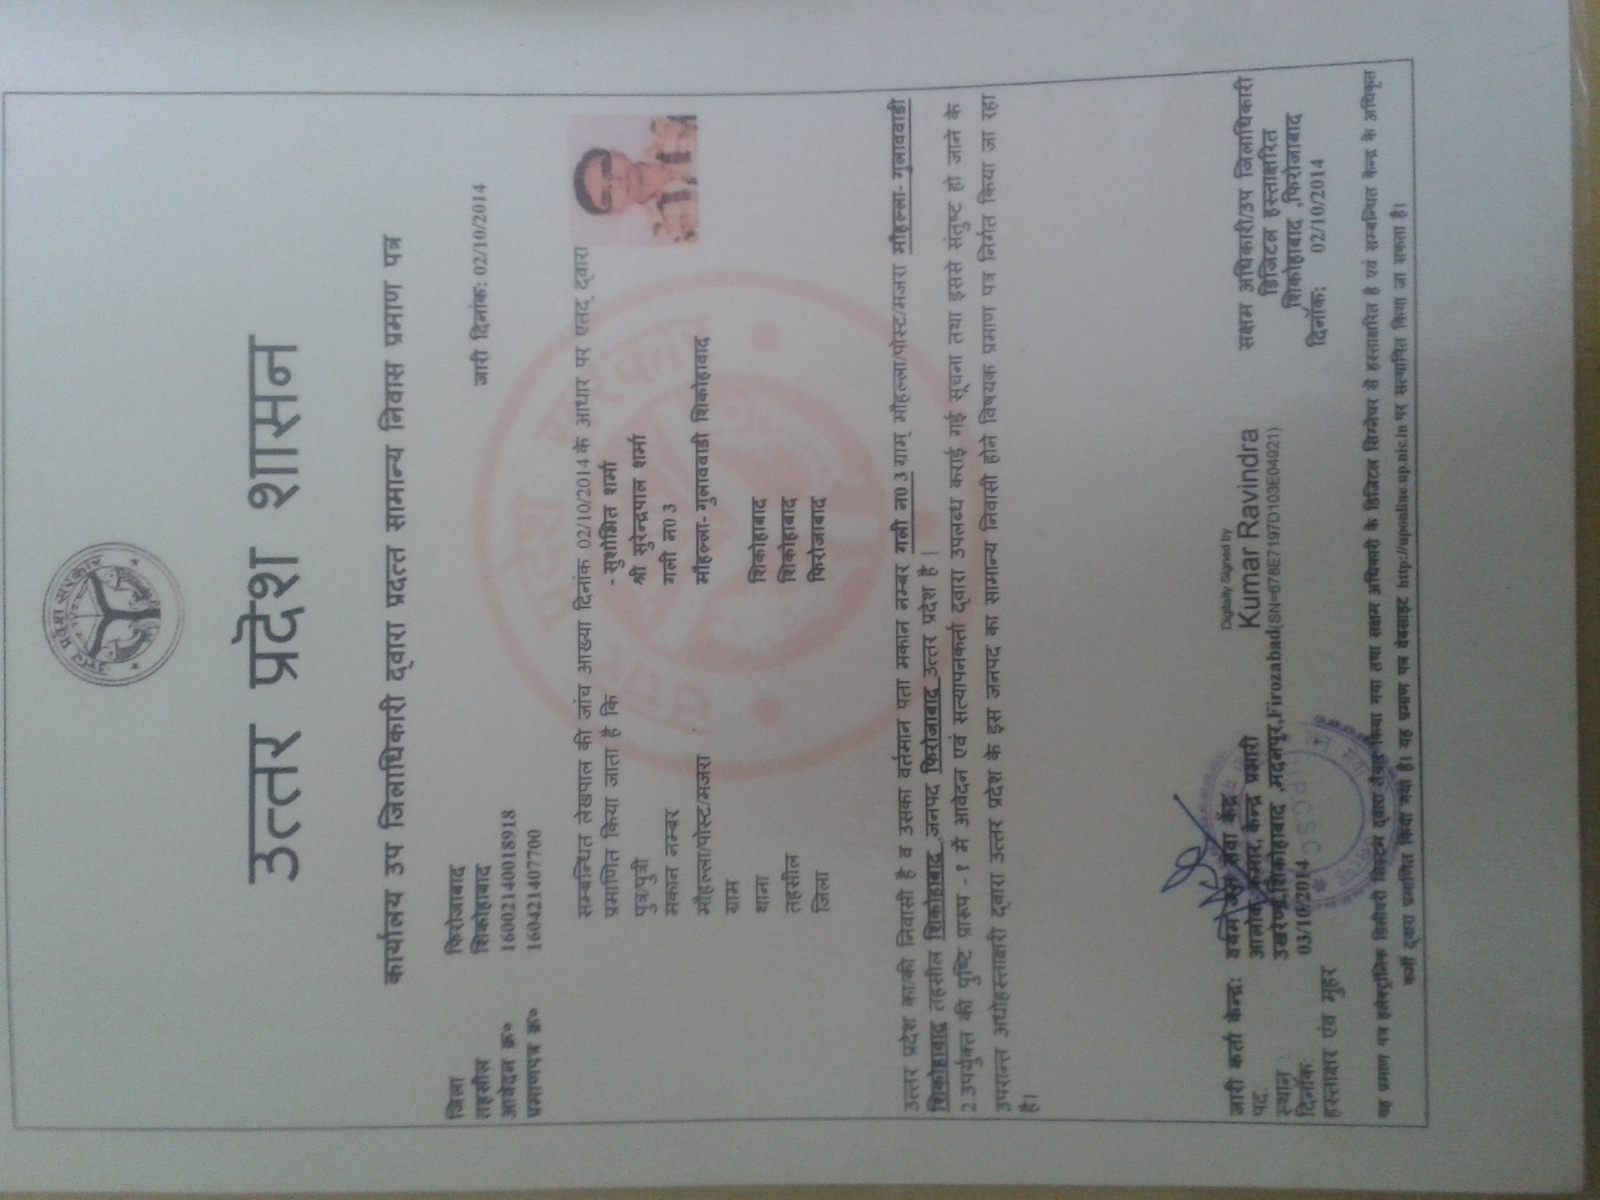 उत्तर प्रदेश सरकार
उत्तर प्रदेश शासन
कार्यालय उप जिलाधिकारी द्वारा प्रदत्त सामान्य निवास प्रमाण पत्र
जिला फिरोजाबाद
तहसील शिकोहाबाद जारी दिनांक: 02/10/2014
आवेदन क्र० 16002140018918
प्रमाणपत्र क्र० 160421407700
सम्बन्धित लेखपाल की जांच आख्या दिनांक 02/10/2014 के आधार पर एतद् द्वारा
प्रमाणित किया जाता है कि - सुशोभित शर्मा
पुत्र/पुत्री श्री सुरेन्द्रपाल शर्मा
मकान नम्बर गली न0 3
मौहल्ला/पोस्ट/मजरा मौहल्ला- गुलाववाडी शिकोहावाद
ग्राम
थाना शिकोहाबाद
तहसील शिकोहाबाद
जिला फिरोजाबाद
उत्तर प्रदेश का/की निवासी है व उसका वर्तमान पता मकान नम्बर गली न0 3 ग्राम् मौहल्ला/पोस्ट/मजरा मौहल्ला- गुलाववाडी
शिकोहावाद तहसील शिकोहाबाद ,जनपद फिरोजाबाद उत्तर प्रदेश है |
2.उपर्युक्त की पुष्टि प्रारूप -१ में आवेदन एवं सत्यापनकर्ता द्वारा उपलब्ध कराई गई सूचना तथा इससे संतुष्ट हो जाने के
उपरान्त अधोहस्ताक्षरी द्वारा उत्तर प्रदेश के इस जनपद का सामान्य निवासी होने विषयक प्रमाण पत्र निर्गत किया जा रहा
है।
जारी कर्ता केन्द्र: वयम जन सेवा केंद्र
पद: आलोक कुमार, केन्द्र प्रभारी
स्थान : शिकोहाबाद ,मदनपुर,Firozabad
दिनॉक: 03/10/2014
हस्ताक्षर एंव मुहर
Digitally Signed by
Kumar Ravindra
(SN=678E7197D103E04921)
सक्षम अधिकारी/उप जिलाधिकारी
डिजिटल हस्ताक्षरित
शिकोहाबाद ,फिरोजाबाद
दिनॉक: 02/10/2014
यह प्रमाण पत्र इलेक्ट्रॉनिक डिलीवरी सिस्टम द्वारा तैयार किया गया तथा सक्षम अधिकारी के डिजिटल सिग्नेचर से हस्ताक्षरित है एवं सम्बन्धित केन्द्र के अधिकृत
कर्मी द्वारा प्रमाणित किया गया है। यह प्रमाण पत्र वेबसाइट http://uponline.up.nic.in पर सत्यापित किया जा सकता है।